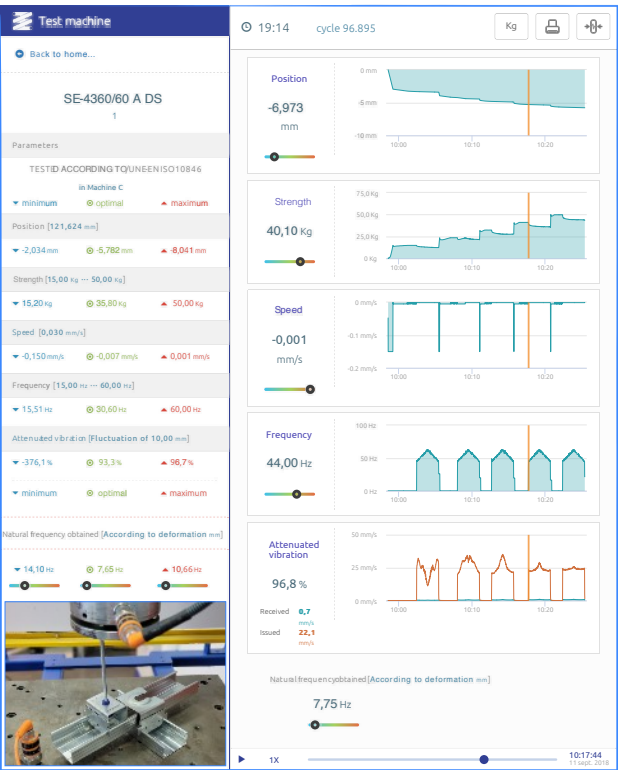 Test machine
Back to home...
SE-4360/60 A DS
1
Parameters
TESTED ACCORDING TO/UNE-EN ISO10846
in Machine C
minimum optimal maximum
Position [121,624 mm]
-2,034 mm -5,782 mm -8,041 mm
Strength [15,00 Kg ... 50,00 Kg]
15,20 Kg 35,80 Kg 50,00 Kg
Speed [0,030 mm/s]
-0,150 mm/s -0,007 mm/s 0,001 mm/s
Frequency [15,00 Hz ... 60,00 Hz]
15,51 Hz 30,60 Hz 60,00 Hz
Attenuated vibration [Fluctuation of 10,00 mm]
-376,1 % 93,3% 96,7 %
minimum optimal maximum
Natural frequency obtained [According to deformation mm]
14,10 Hz 7,65 Hz 10,66 Hz
19:14 cycle 96.895 Kg
Position
-6,973
mm
0 mm
-5 mm
-10 mm
10:00 10:10 10:20
Strength
40,10 Kg
75,0 Kg
50,0 Kg
25,0 Kg
0 Kg
10:00 10:10 10:20
Speed
-0,001
mm/s
0 mm/s
-0.1 mm/s
-0.2 mm/s
10:00 10:10 10:20
Frequency
44,00 Hz
100 Hz
50 Hz
0 Hz
10:00 10:10 10:20
Attenuated
vibration
96,8 %
Received 0,7
mm/s
Issued 22,1
mm/s
50 mm/s
25 mm/s
0 mm/s
10:00 10:10 10:20
Natural frequency obtained [According to deformation mm]
7,75 Hz
1X
10:17:44
11 sept. 2018